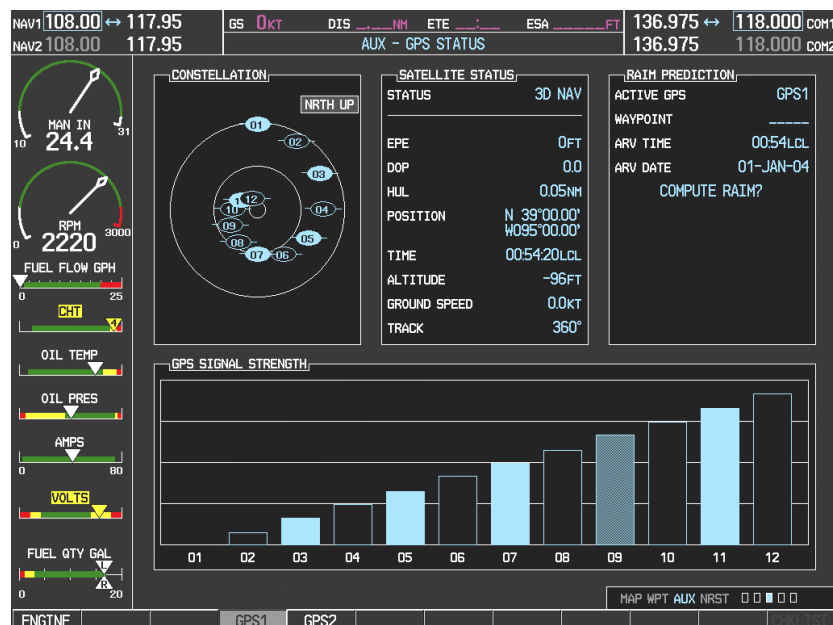 NAV1 108.00 ↔ 117.95
NAV2 108.00 117.95
GS 0KT DIS _._NM ETE __:__ ESA _____FT
AUX - GPS STATUS
136.975 ↔ 118.000 COM1
136.975 118.000 COM2
MAN IN
24.4
10 31
RPM
2220
0 3000
FUEL FLOW GPH
0 25
CHT
4
OIL TEMP
OIL PRES
AMPS
0 80
VOLTS
FUEL QTY GAL
L
R
0 20
CONSTELLATION
NRTH UP
01
02
03
04
12
10
09
08
05
07 06
SATELLITE STATUS
STATUS 3D NAV
EPE 0FT
DOP 0.0
HUL 0.05NM
POSITION N 39°00.00'
W095°00.00'
TIME 00:54:20LCL
ALTITUDE -96FT
GROUND SPEED 0.0KT
TRACK 360°
RAIM PREDICTION
ACTIVE GPS GPS1
WAYPOINT _____
ARV TIME 00:54LCL
ARV DATE 01-JAN-04
COMPUTE RAIM?
GPS SIGNAL STRENGTH
01 02 03 04 05 06 07 08 09 10 11 12
MAP WPT AUX NRST
ENGINE GPS1 GPS2 CHKLIST